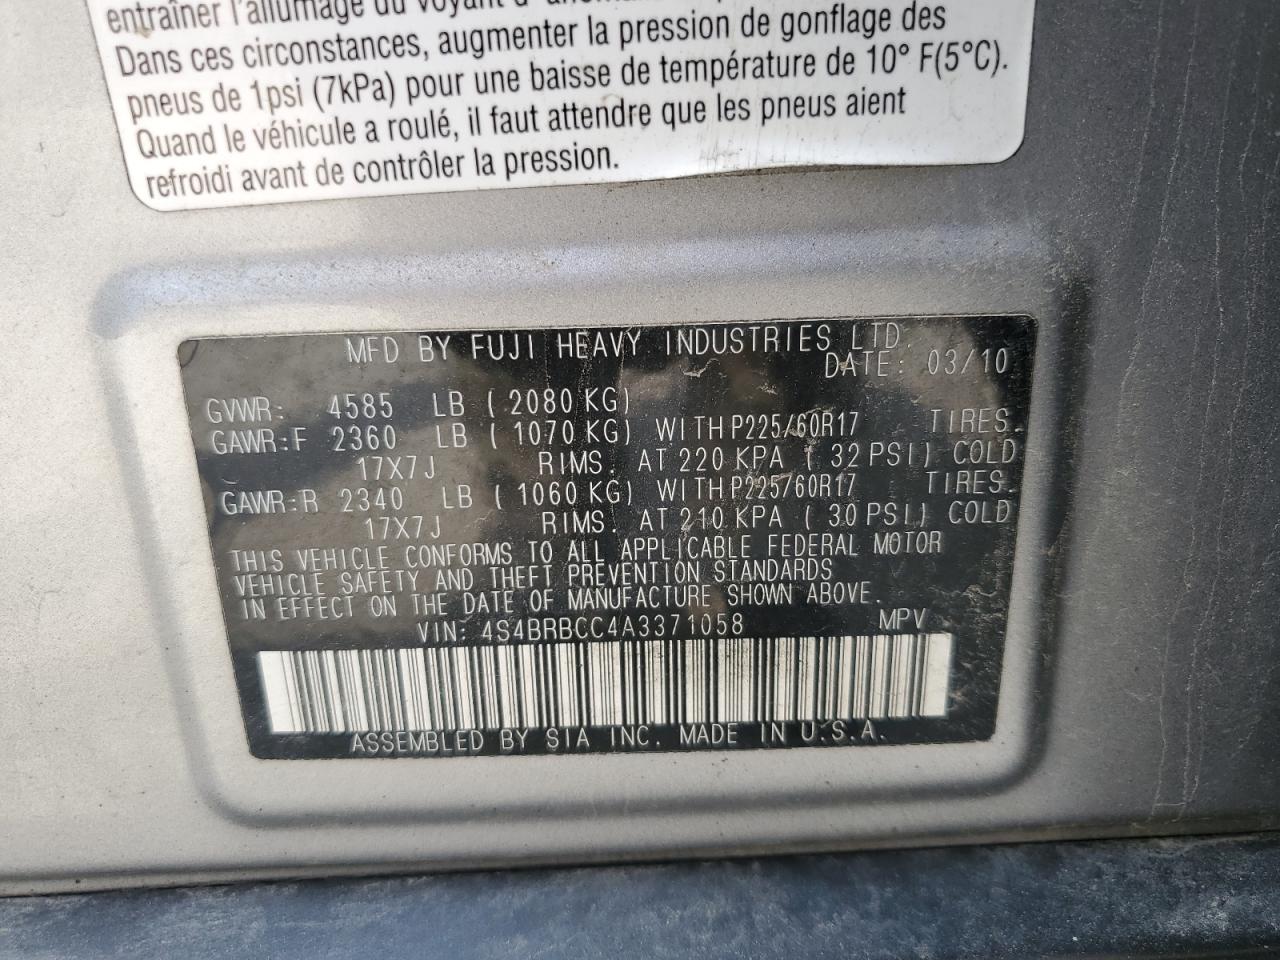 entraîner l'allumage du voyant d'
Dans ces circonstances, augmenter la pression de gonflage des
pneus de 1psi (7kPa) pour une baisse de température de 10° F(5°C).
Quand le véhicule a roulé, il faut attendre que les pneus aient
refroidi avant de contrôler la pression.
MFD BY FUJI HEAVY INDUSTRIES LTD.
DATE: 03/10
GVWR: 4585 LB ( 2080 KG)
GAWR:F 2360 LB ( 1070 KG) WITH P225/60R17 TIRES.
17X7J RIMS. AT 220 KPA ( 32 PSI) COLD
GAWR:R 2340 LB ( 1060 KG) WITH P225/60R17 TIRES.
17X7J RIMS. AT 210 KPA ( 30 PSI) COLD
THIS VEHICLE CONFORMS TO ALL APPLICABLE FEDERAL MOTOR
VEHICLE SAFETY AND THEFT PREVENTION STANDARDS
IN EFFECT ON THE DATE OF MANUFACTURE SHOWN ABOVE.
VIN: 4S4BRBCC4A3371058 MPV
ASSEMBLED BY SIA INC. MADE IN U.S.A.